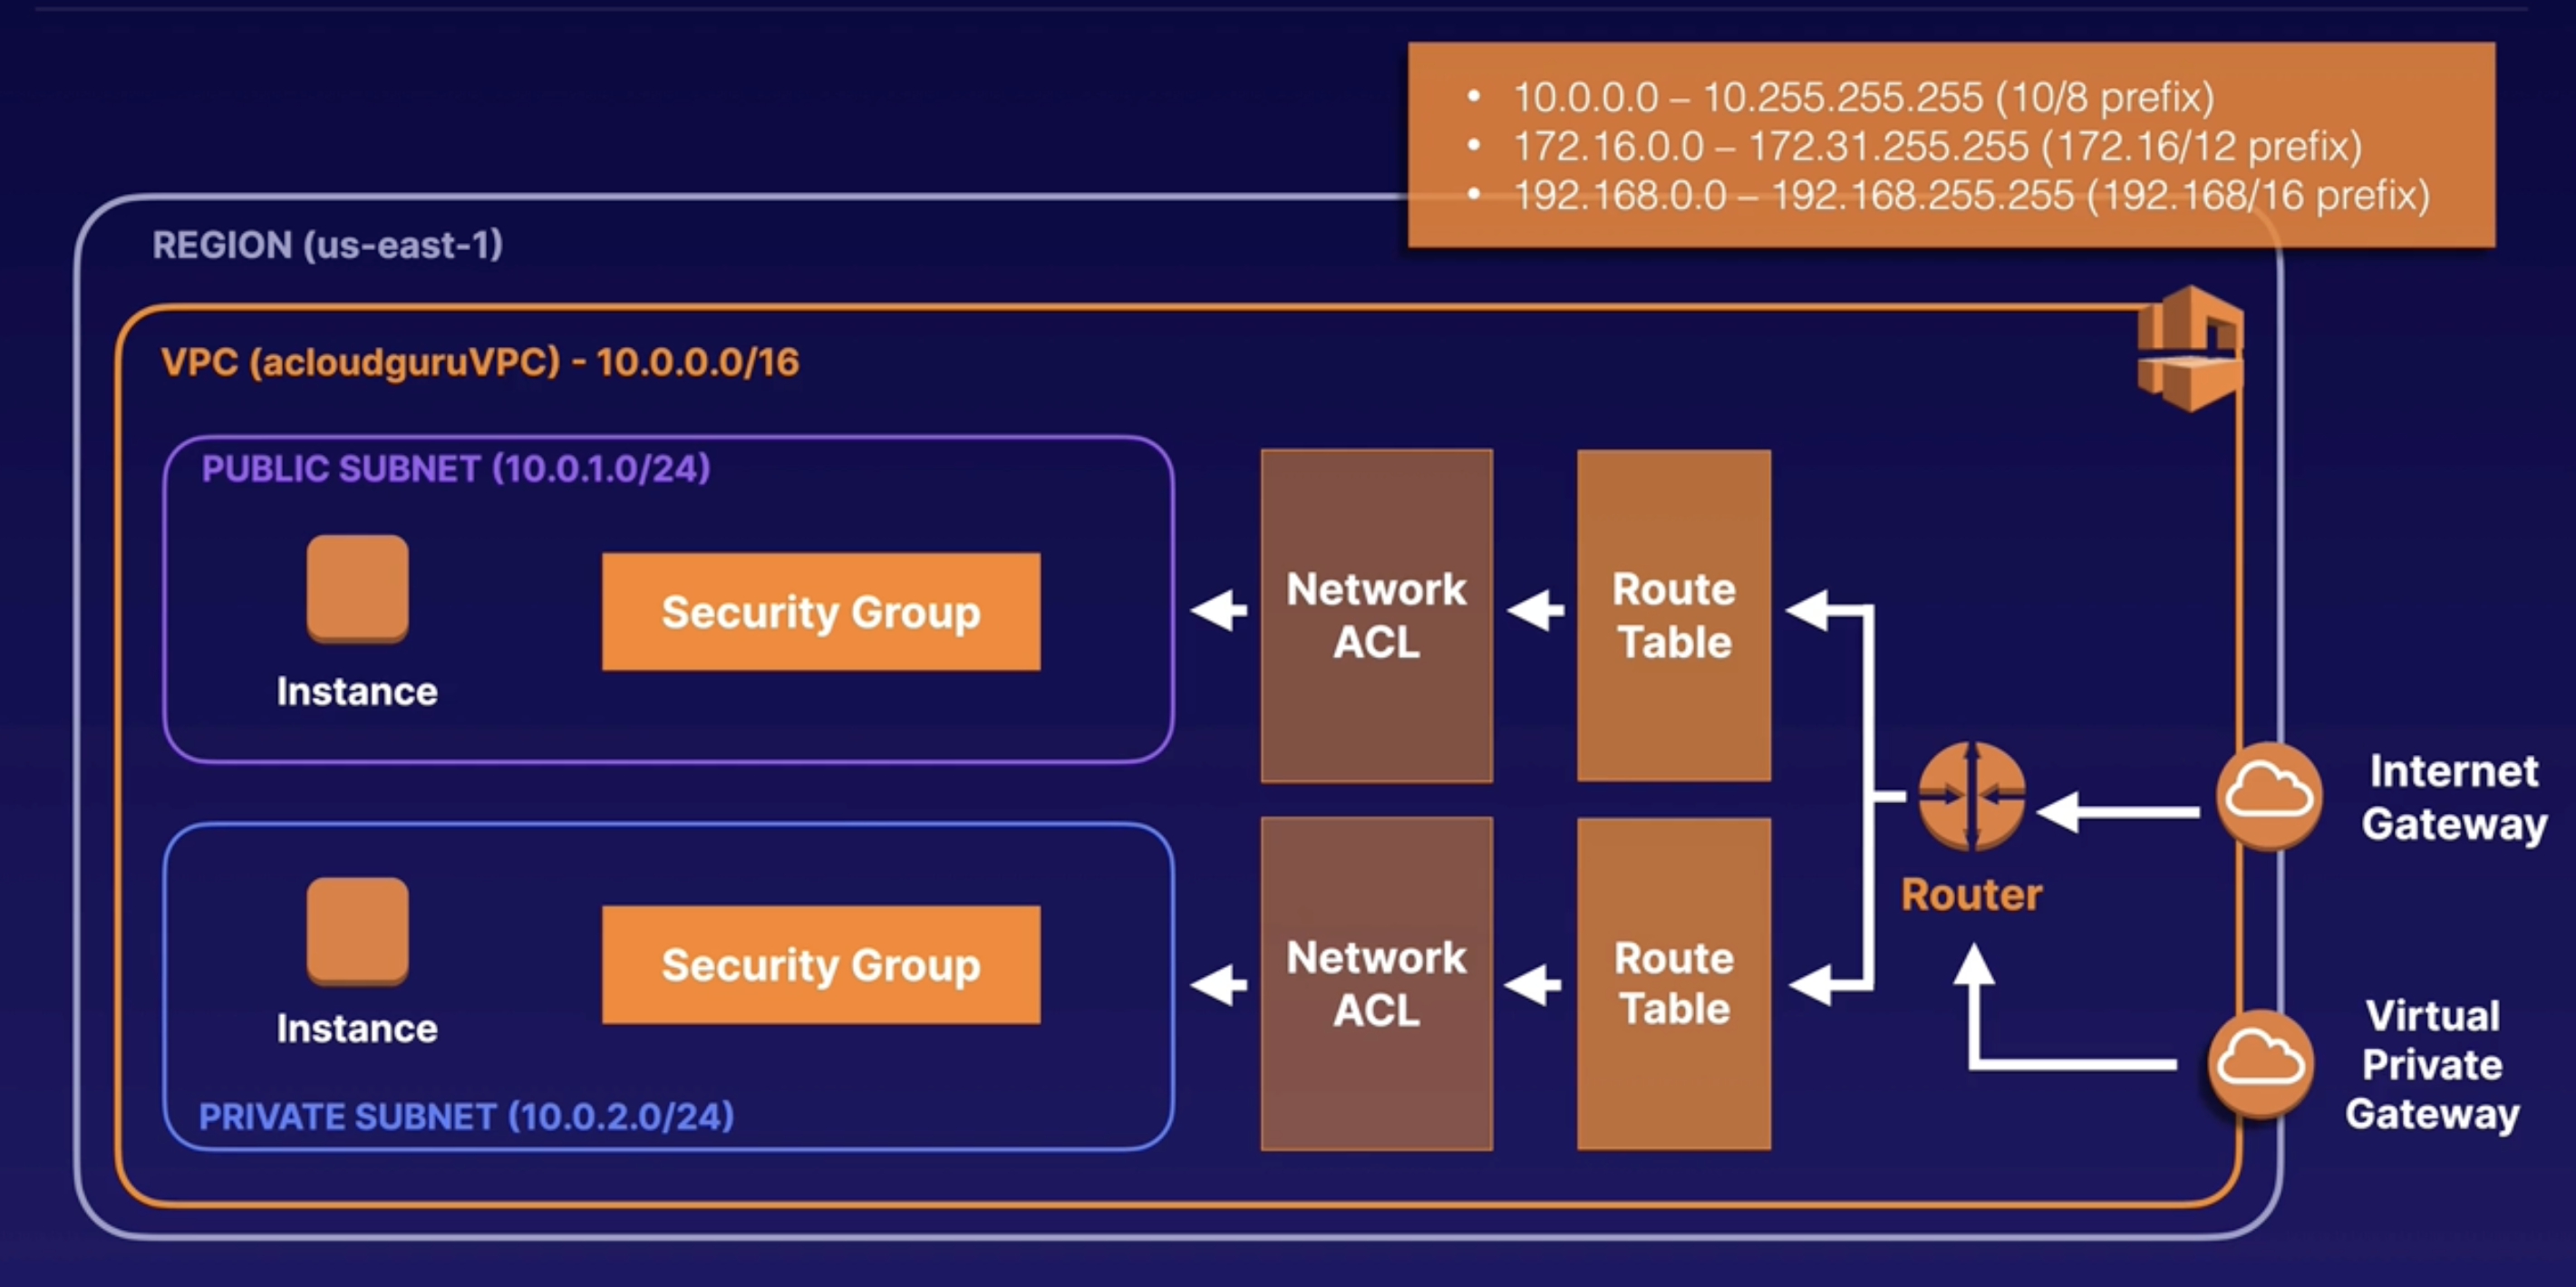 • 10.0.0.0 – 10.255.255.255 (10/8 prefix)
• 172.16.0.0 – 172.31.255.255 (172.16/12 prefix)
• 192.168.0.0 – 192.168.255.255 (192.168/16 prefix)
REGION (us-east-1)
VPC (acloudguruVPC) - 10.0.0.0/16
PUBLIC SUBNET (10.0.1.0/24)
Instance
Security Group
Network
ACL
Route
Table
Router
Internet
Gateway
Instance
Security Group
PRIVATE SUBNET (10.0.2.0/24)
Network
ACL
Route
Table
Virtual
Private
Gateway